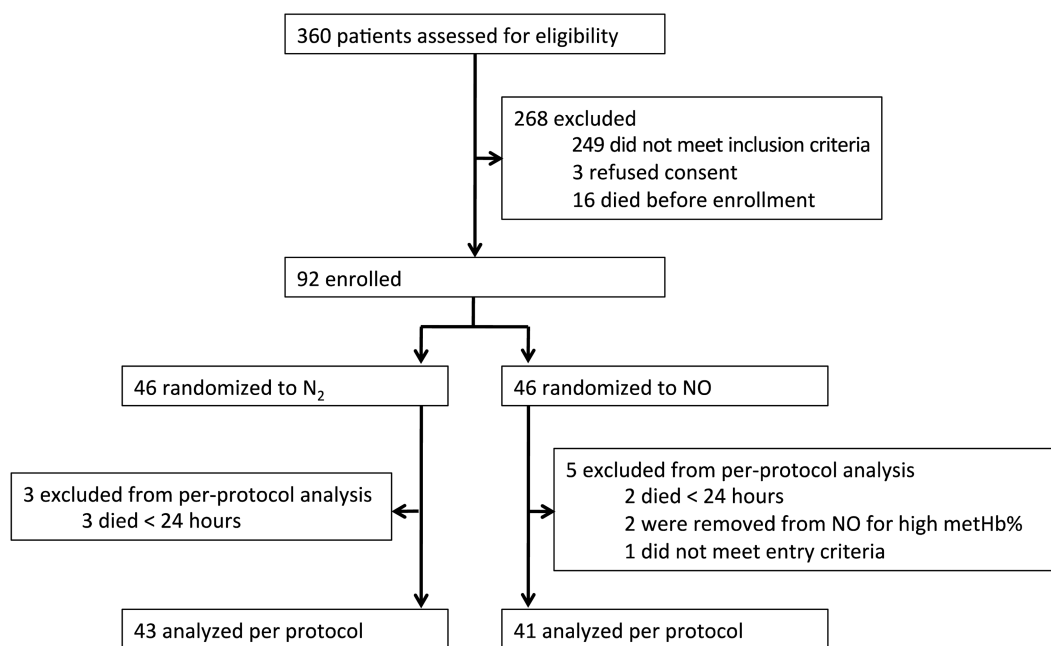 360 patients assessed for eligibility
268 excluded
249 did not meet inclusion criteria
3 refused consent
16 died before enrollment
92 enrolled
46 randomized to N₂
46 randomized to NO
3 excluded from per-protocol analysis
3 died < 24 hours
5 excluded from per-protocol analysis
2 died < 24 hours
2 were removed from NO for high metHb%
1 did not meet entry criteria
43 analyzed per protocol
41 analyzed per protocol